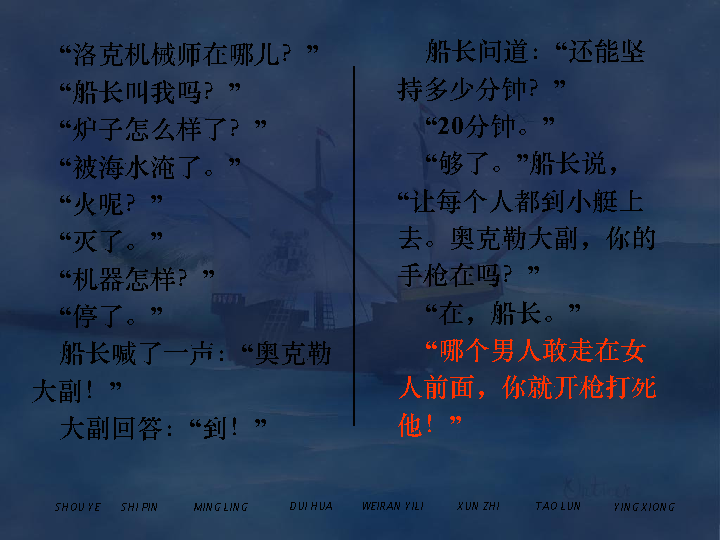 “洛克机械师在哪儿？”
“船长叫我吗？”
“炉子怎么样了？”
“被海水淹了。”
“火呢？”
“灭了。”
“机器怎样？”
“停了。”
船长喊了一声：“奥克勒
大副！”
大副回答：“到！”
船长问道：“还能坚
持多少分钟？”
“20分钟。”
“够了。”船长说，
“让每个人都到小艇上
去。奥克勒大副，你的
手枪在吗？”
“在，船长。”
“哪个男人敢走在女
人前面，你就开枪打死
他！”
SHOU YE SHI PIN MING LING DUI HUA WEIRAN YILI XUN ZHI TAO LUN YING XIONG